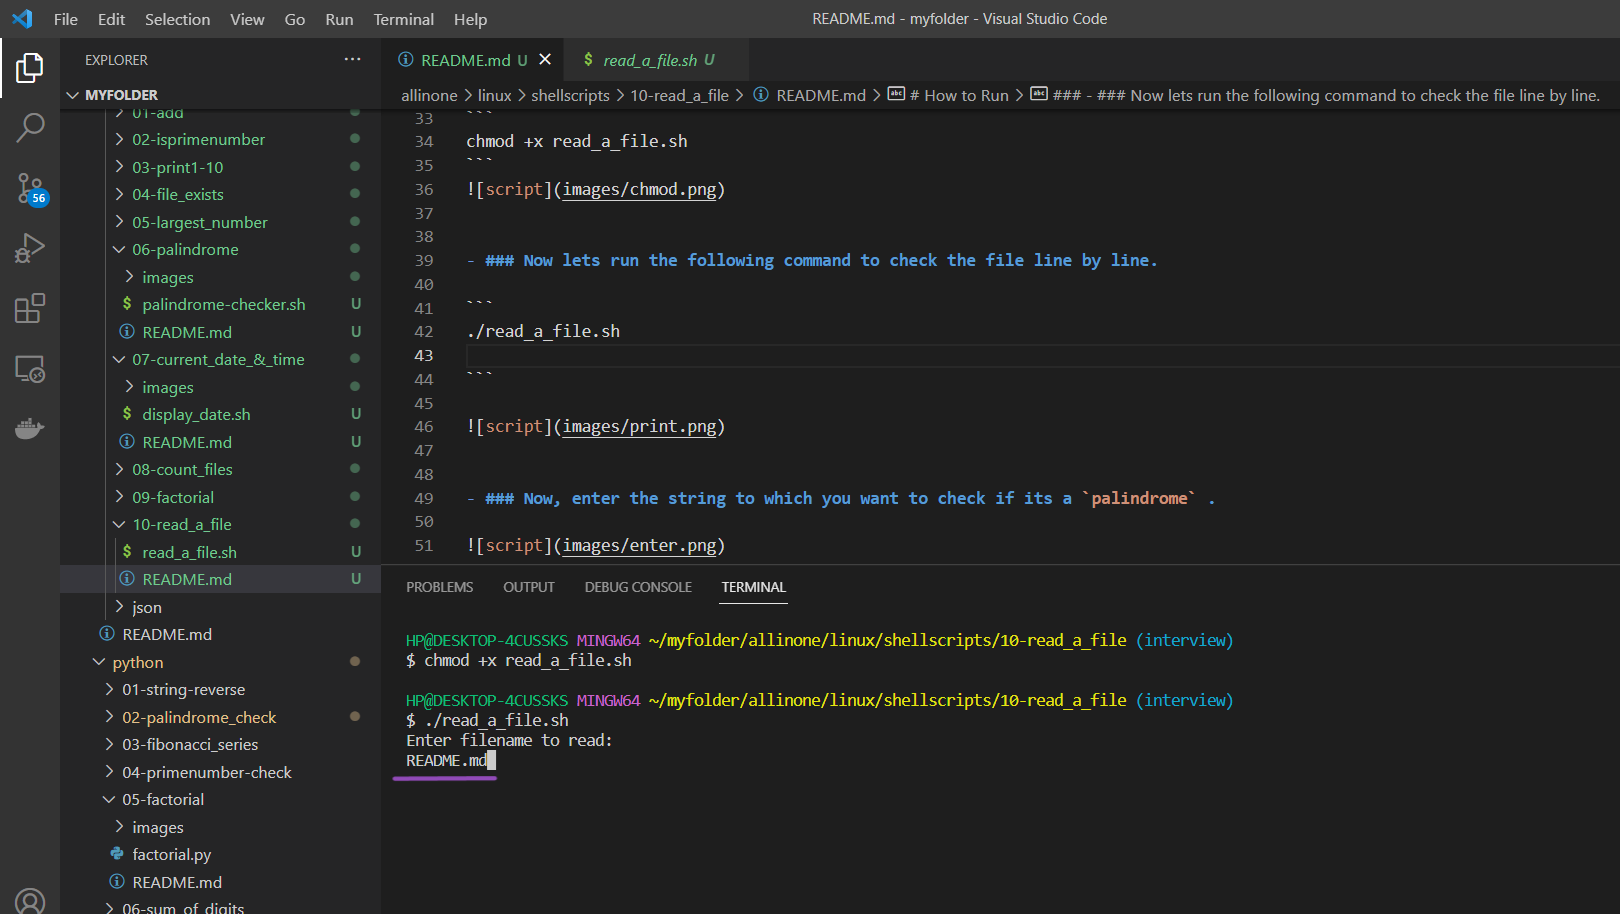 File Edit Selection View Go Run Terminal Help
README.md - myfolder - Visual Studio Code
EXPLORER
MYFOLDER
01-add
02-isprimenumber
03-print1-10
04-file_exists
05-largest_number
06-palindrome
images
palindrome-checker.sh U
README.md U
07-current_date_&_time
images
display_date.sh U
README.md U
08-count_files
09-factorial
10-read_a_file
read_a_file.sh U
README.md U
json
README.md
python
01-string-reverse
02-palindrome_check
03-fibonacci_series
04-primenumber-check
05-factorial
images
factorial.py
README.md
06-sum_of_digits
56
README.md U
$ read_a_file.sh U
allinone > linux > shellscripts > 10-read_a_file > README.md > # How to Run > ### - ### Now lets run the following command to check the file line by line.
33 ```
34 chmod +x read_a_file.sh
35 ```
36 ![script](images/chmod.png)
37
38
39 - ### Now lets run the following command to check the file line by line.
40
41 ```
42 ./read_a_file.sh
43
44 ```
45
46 ![script](images/print.png)
47
48
49 - ### Now, enter the string to which you want to check if its a `palindrome` .
50
51 ![script](images/enter.png)
PROBLEMS OUTPUT DEBUG CONSOLE TERMINAL
HP@DESKTOP-4CUSSKS MINGW64 ~/myfolder/allinone/linux/shellscripts/10-read_a_file (interview)
$ chmod +x read_a_file.sh
HP@DESKTOP-4CUSSKS MINGW64 ~/myfolder/allinone/linux/shellscripts/10-read_a_file (interview)
$ ./read_a_file.sh
Enter filename to read:
README.md